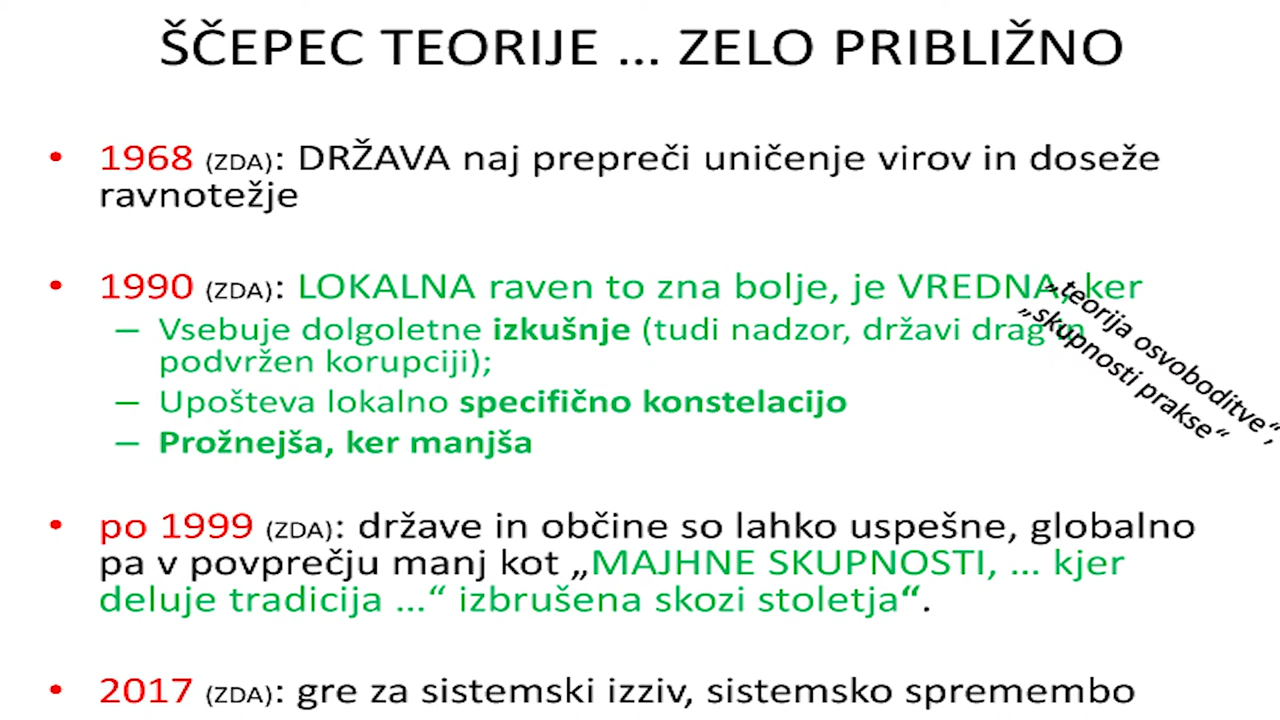 ŠČEPEC TEORIJE ... ZELO PRIBLIŽNO
• 1968 (ZDA): DRŽAVA naj prepreči uničenje virov in doseže
ravnotežje
• 1990 (ZDA): LOKALNA raven to zna bolje, je VREDNA, ker
– Vsebuje dolgoletne izkušnje (tudi nadzor, državi drag in
podvržen korupciji);
– Upošteva lokalno specifično konstelacijo
– Prožnejša, ker manjša
„teorija osvoboditve“,
„skupnosti prakse“
• po 1999 (ZDA): države in občine so lahko uspešne, globalno
pa v povprečju manj kot „MAJHNE SKUPNOSTI, ... kjer
deluje tradicija ...“ izbrušena skozi stoletja“.
• 2017 (ZDA): gre za sistemski izziv, sistemsko spremembo